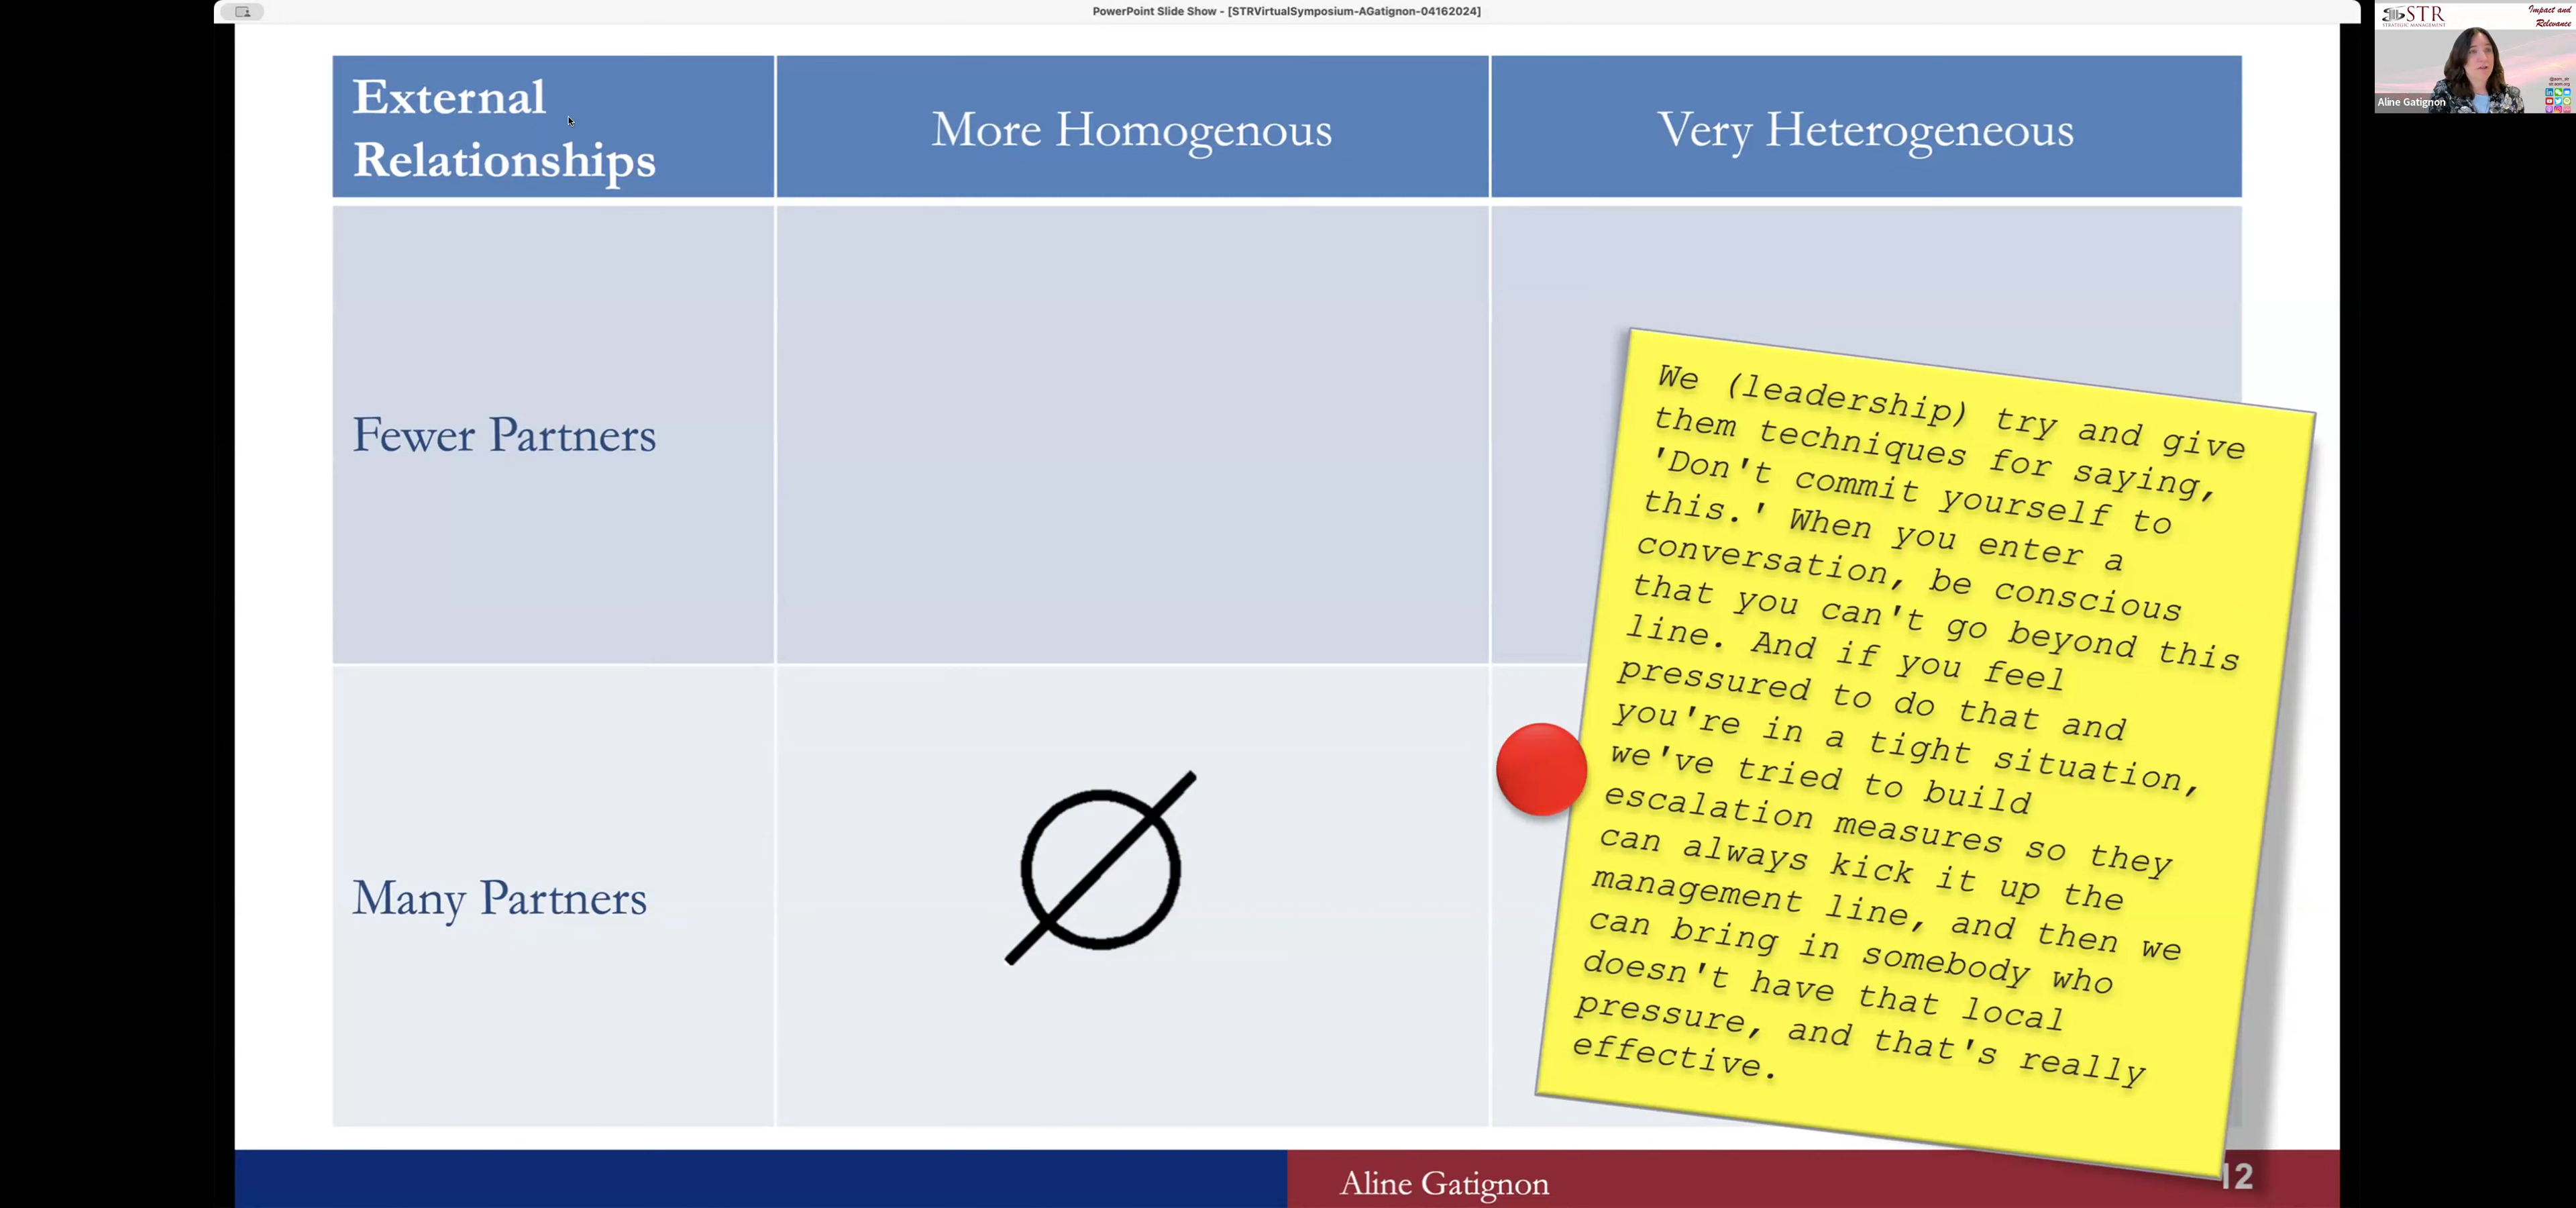 PowerPoint Slide Show - [STRVirtualSymposium-AGatignon-04162024]
STR
STRATEGIC MANAGEMENT
Impact and
Relevance
Aline Gatignon
External
Relationships
More Homogenous
Very Heterogeneous
Fewer Partners
Many Partners
We (leadership) try and give
them techniques for saying,
'Don't commit yourself to
this.' When you enter a
conversation, be conscious
that you can't go beyond this
line. And if you feel
pressured to do that and
you're in a tight situation,
we've tried to build
escalation measures so they
can always kick it up the
management line, and then we
can bring in somebody who
doesn't have that local
pressure, and that's really
effective.
Aline Gatignon
12